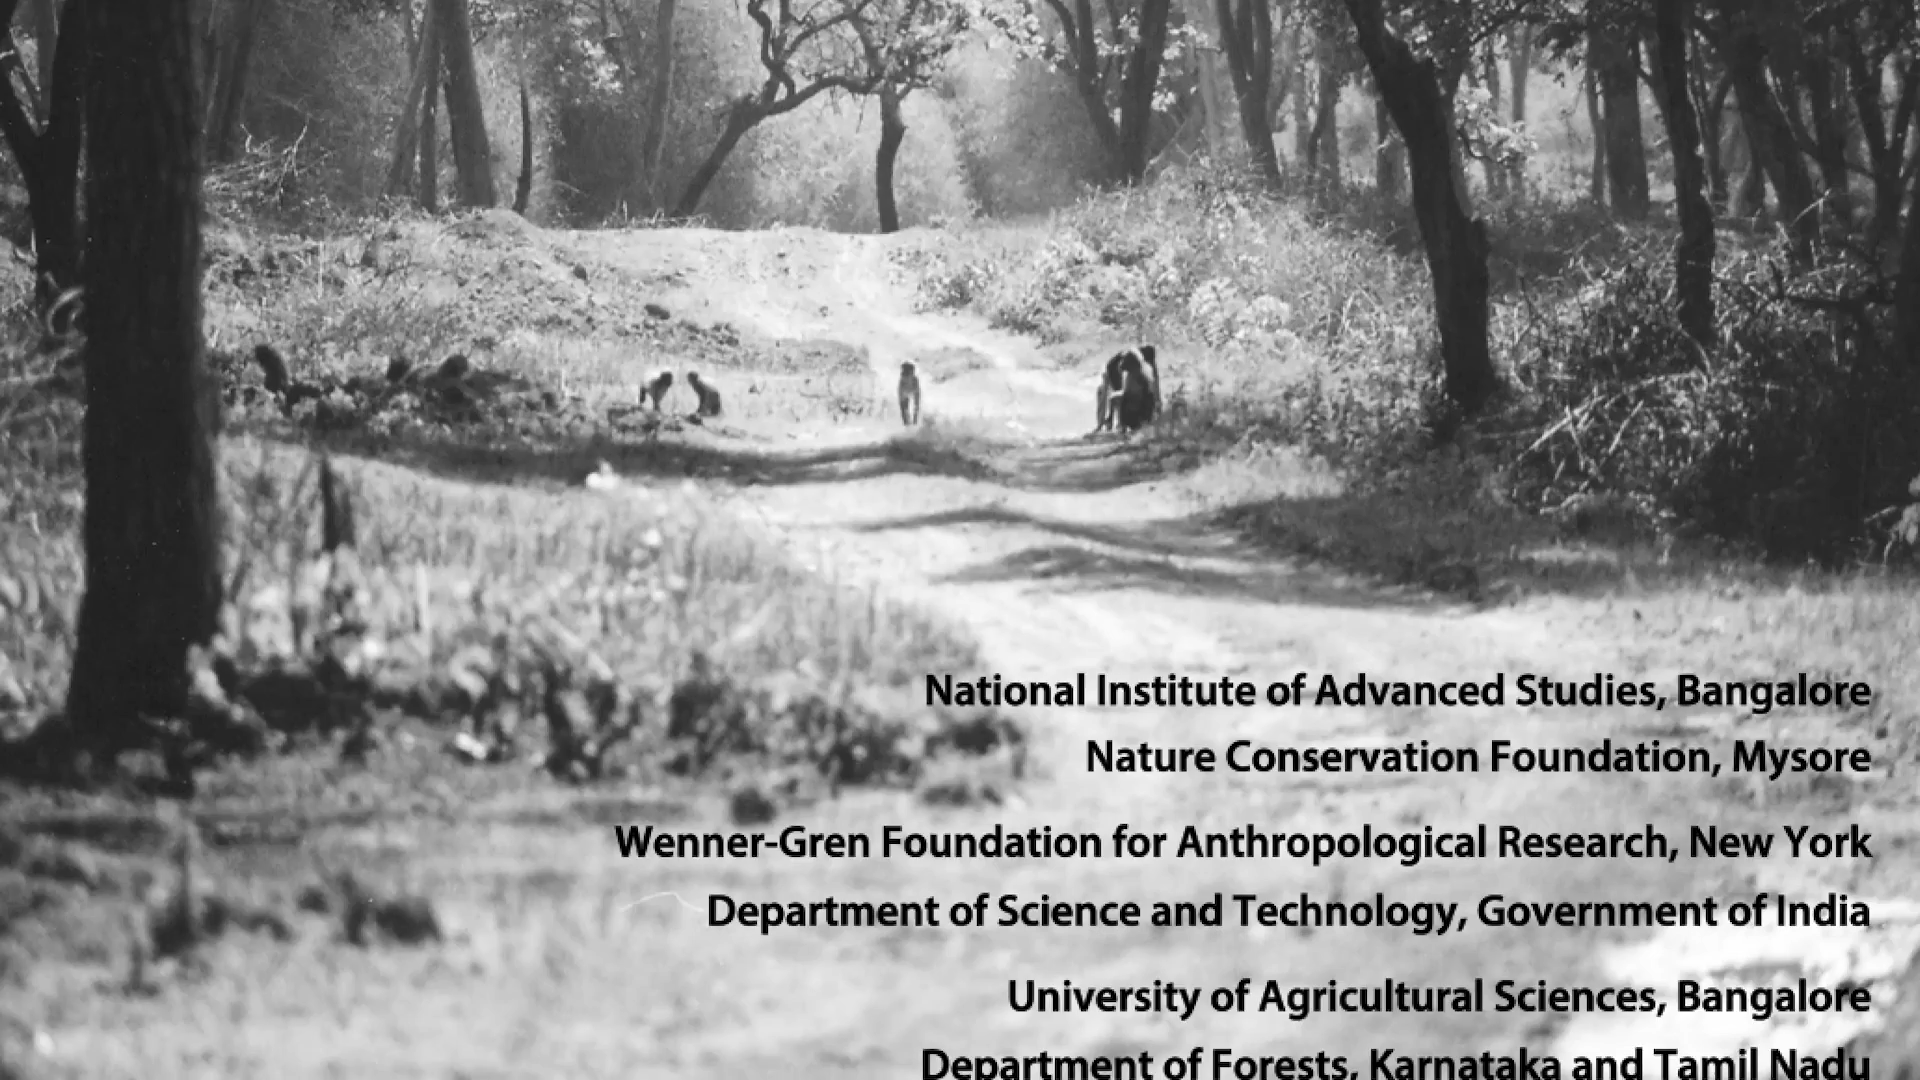 National Institute of Advanced Studies, Bangalore
Nature Conservation Foundation, Mysore
Wenner-Gren Foundation for Anthropological Research, New York
Department of Science and Technology, Government of India
University of Agricultural Sciences, Bangalore
Department of Forests, Karnataka and Tamil Nadu